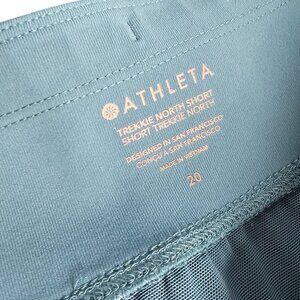 ATHLETA
TREKKIE NORTH SHORT
SHORT TREKKIE NORTH
DESIGNED IN SAN FRANCISCO
CONÇU A SAN FRANCISCO
MADE IN VIETNAM
20